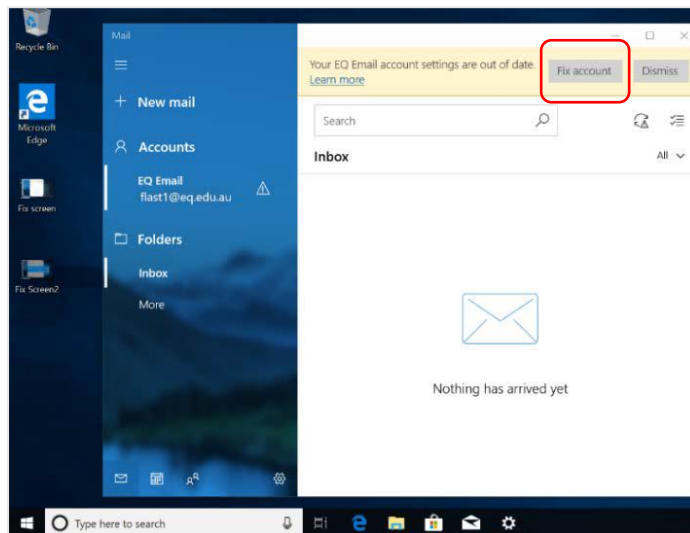 Recycle Bin
Microsoft
Edge
Fix screen
Fix Screen2
Mail
New mail
Accounts
EQ Email
flast1@eq.edu.au
Folders
Inbox
More
Your EQ Email account settings are out of date.
Learn more
Fix account
Dismiss
Search
Inbox
All
Nothing has arrived yet
Type here to search